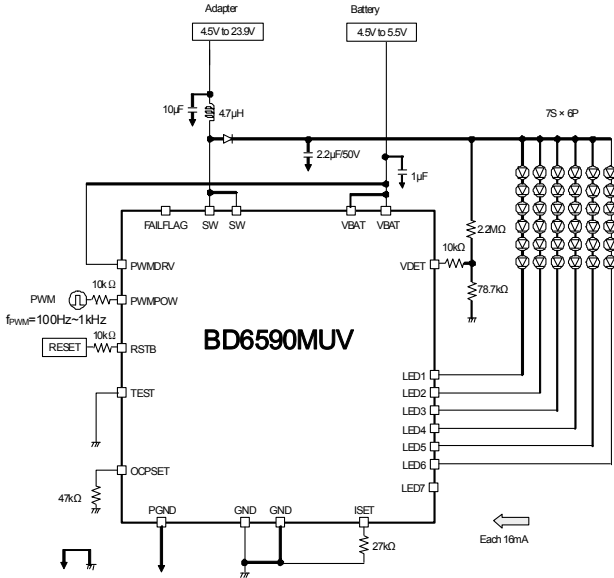 Adapter
Battery
4.5V to 23.9V
4.5V to 5.5V
10μF
4.7μH
7S × 6P
2.2μF/50V
1μF
FAILFLAG
SW
SW
VBAT
VBAT
2.2MΩ
10kΩ
PWMDRV
VDET
10kΩ
78.7kΩ
PWM
PWMPOW
fPWM=100Hz~1kHz
10kΩ
BD6590MUV
RESET
RSTB
LED1
TEST
LED2
LED3
LED4
LED5
LED6
OCPSET
LED7
47kΩ
PGND
GND
GND
ISET
Each 16mA
27kΩ